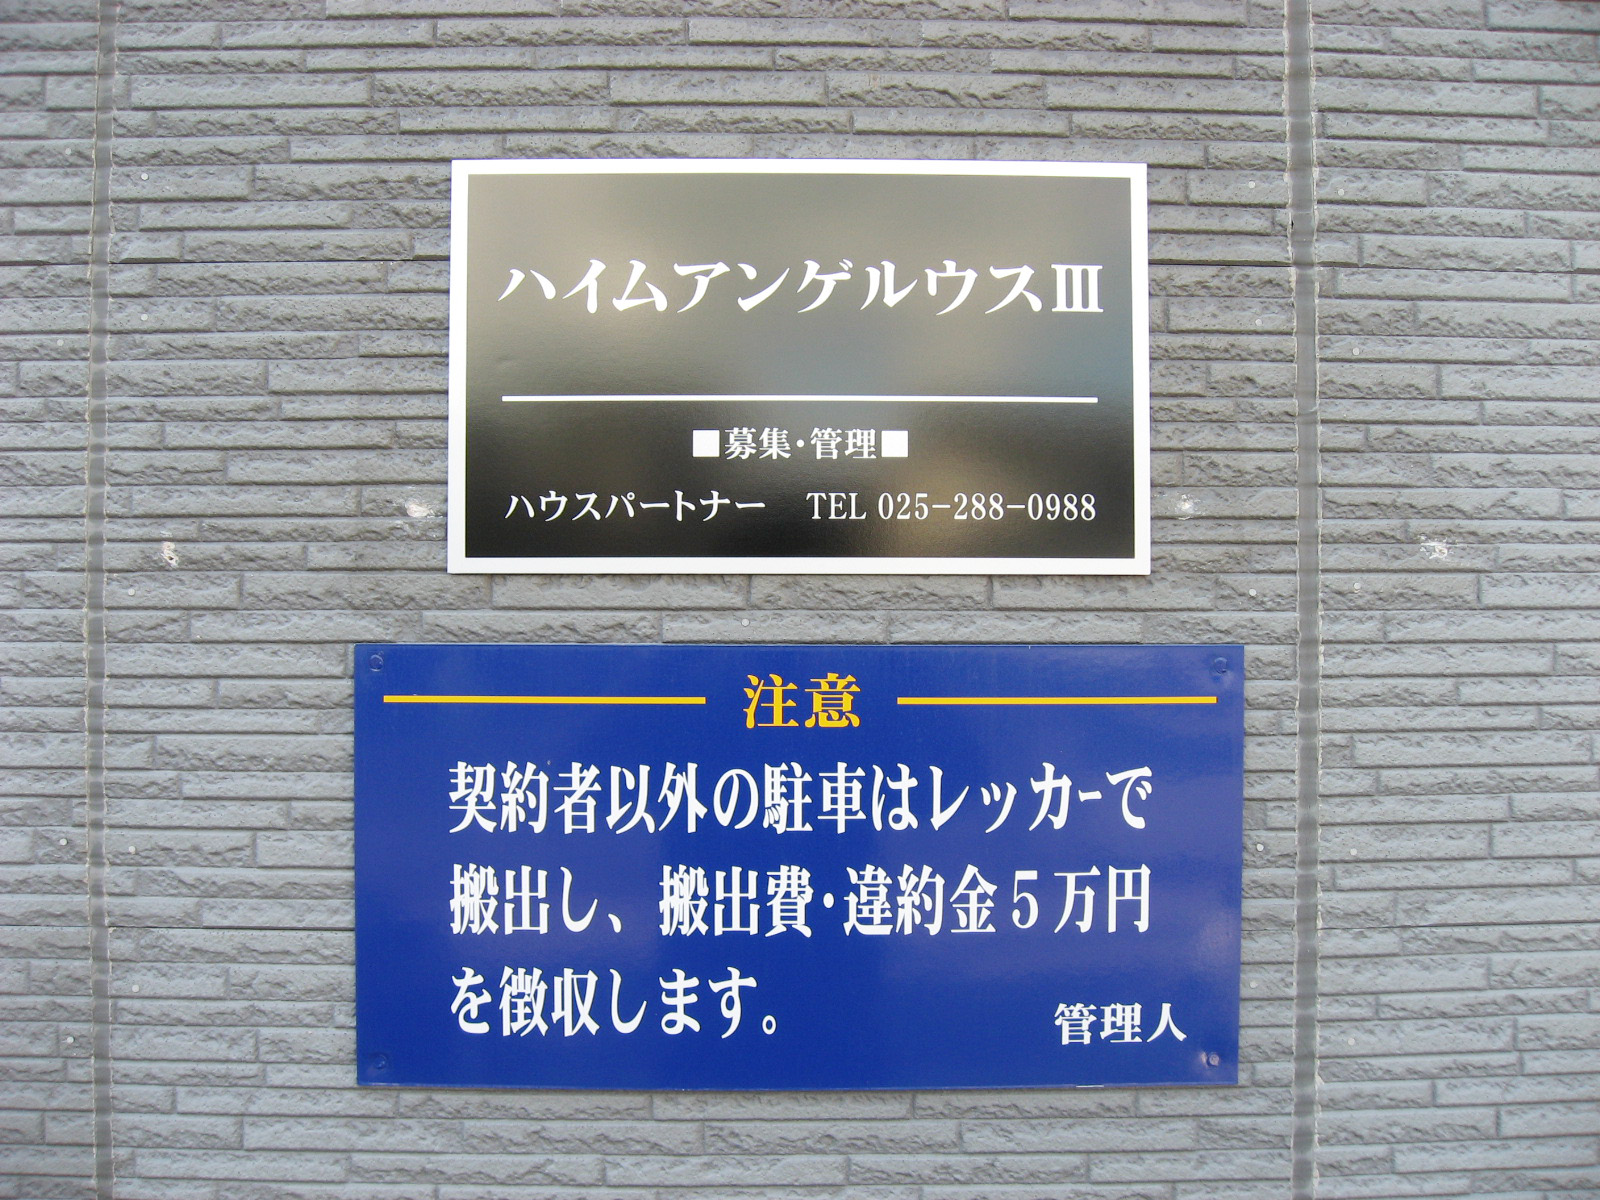 ハイムアンゲルウスⅢ
■募集・管理■
ハウスパートナー　TEL 025-288-0988
注意
契約者以外の駐車はレッカーで
搬出し、搬出費・違約金5万円
を徴収します。
管理人